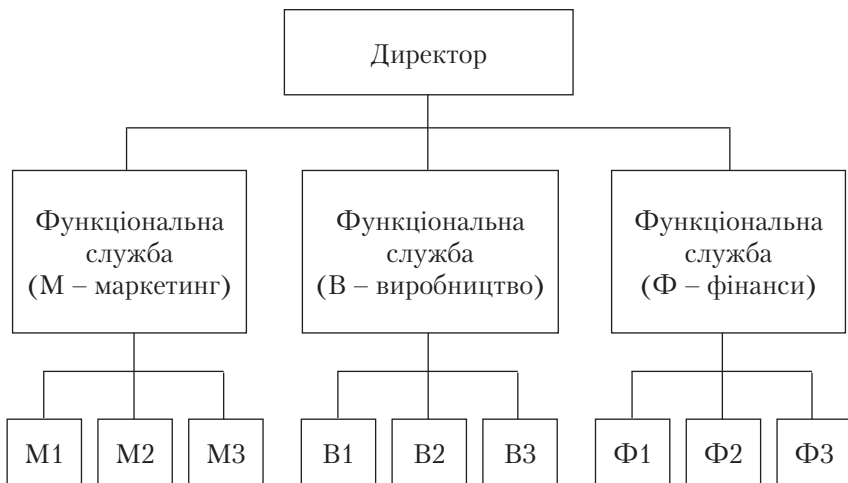 Директор
Функціональна
служба
(М – маркетинг)
Функціональна
служба
(В – виробництво)
Функціональна
служба
(Ф – фінанси)
М1
М2
М3
В1
В2
В3
Ф1
Ф2
Ф3